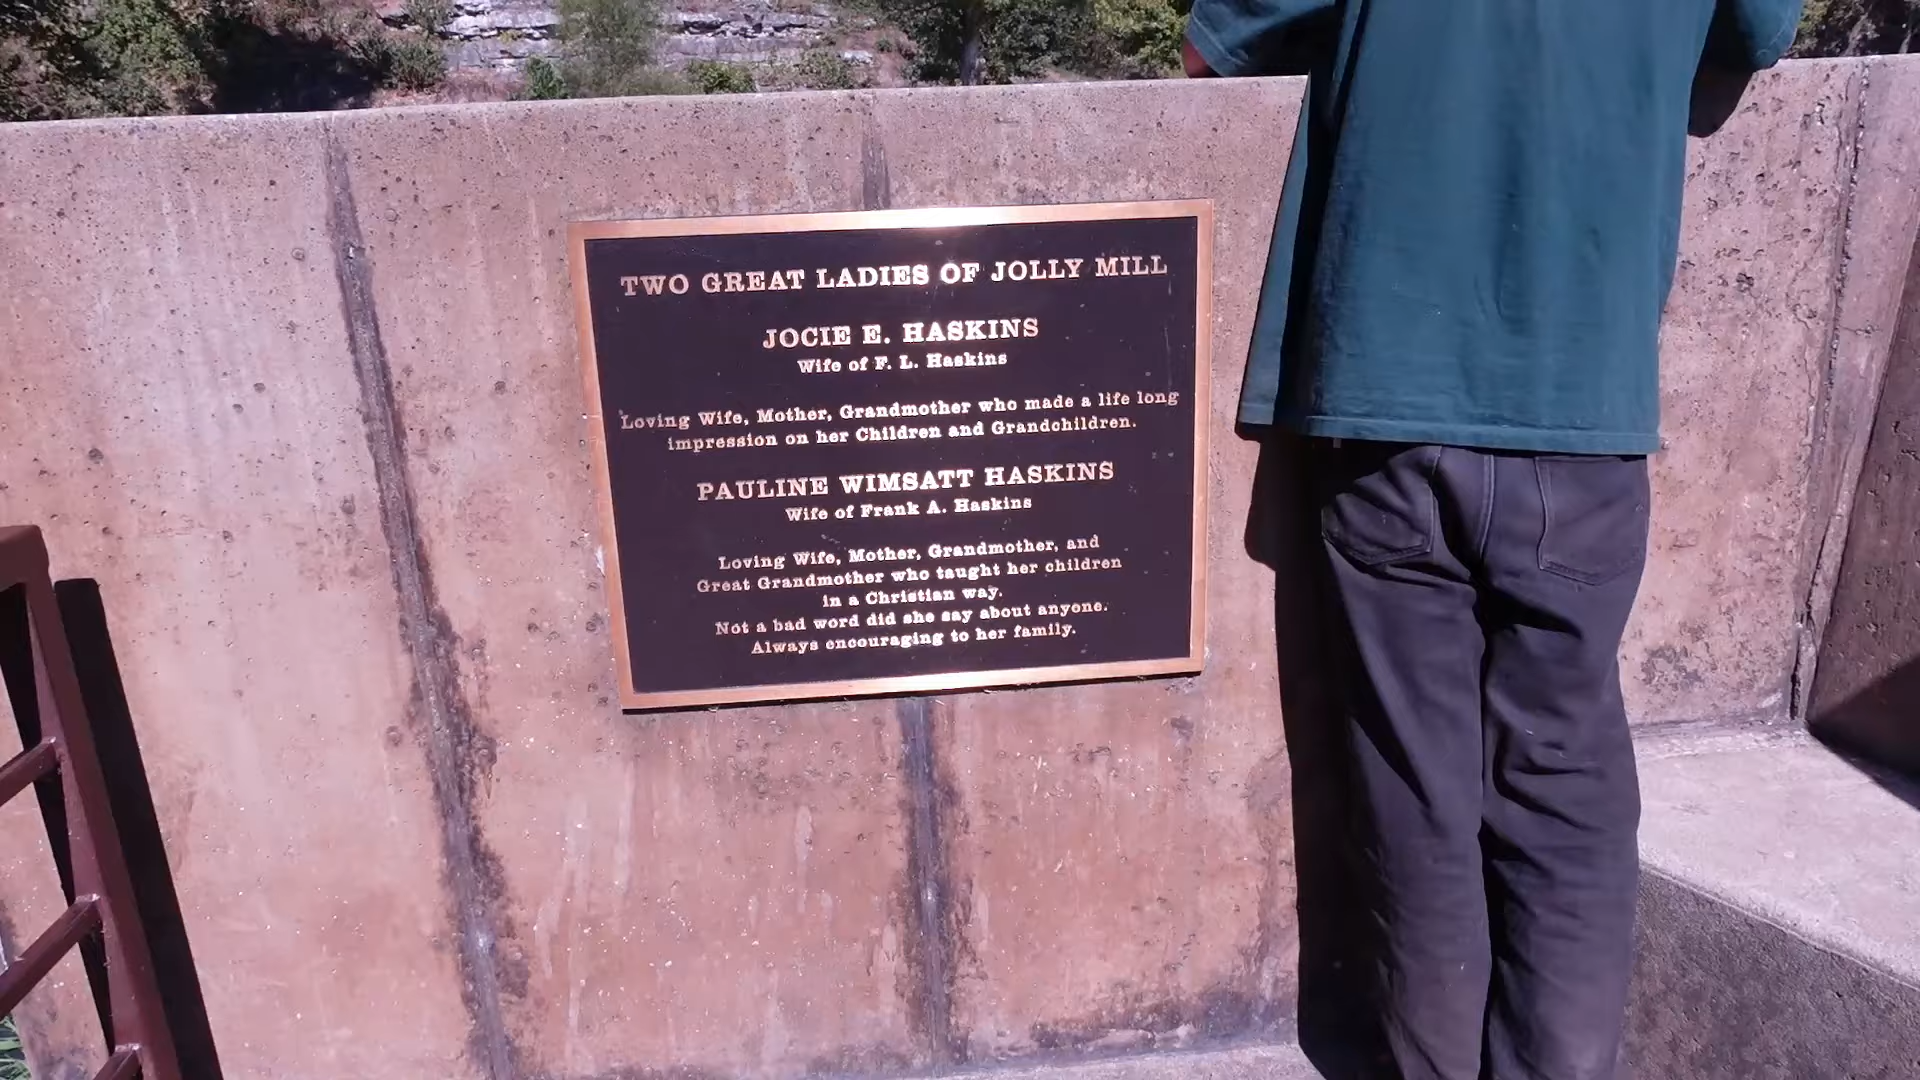 TWO GREAT LADIES OF JOLLY MILL
JOCIE E. HASKINS
Wife of F. L. Haskins
Loving Wife, Mother, Grandmother who made a life long
impression on her Children and Grandchildren.
PAULINE WIMSATT HASKINS
Wife of Frank A. Haskins
Loving Wife, Mother, Grandmother, and
Great Grandmother who taught her children
in a Christian way.
Not a bad word did she say about anyone.
Always encouraging to her family.